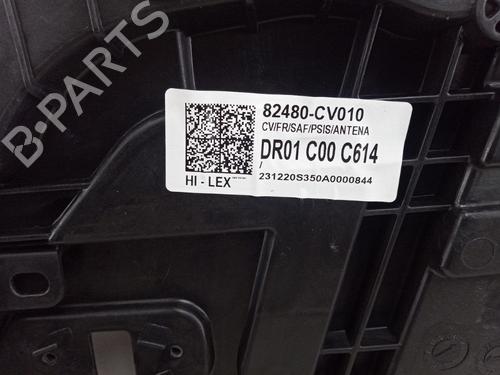 B-PARTS
82480-CV010
CV/FR/SAF/PSIS/ANTENA
DR01 C00 C614
/
231220S350A0000844
HI - LEX